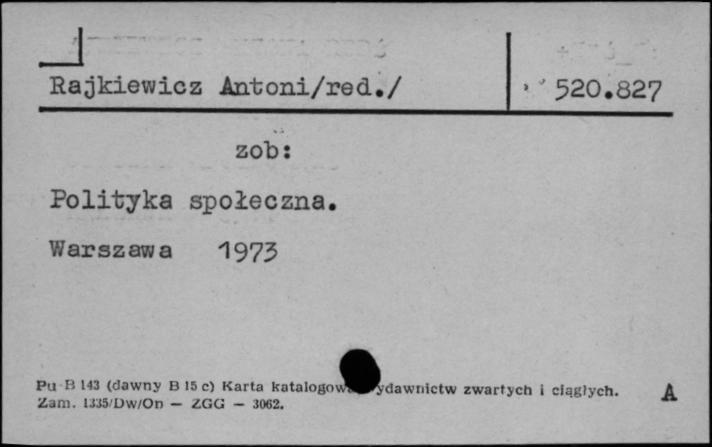 Rajkiewicz Antoni/red./ 520.827
zob:
Polityka społeczna.
Warszawa 1973
Pu-B 143 (dawny B 15 c) Karta katalogow ydawnictw zwartych i ciągłych.
Zam. 1335/Dw/On — ZGG — 3062.
A